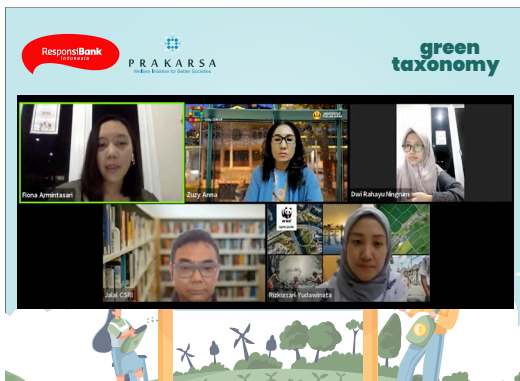 ResponsiBank
Indonesia
PRAKARSA
Welfare Initiative for Better Societies
green
taxonomy
Fiona Armintasari
Zuzy Anna
Dwi Rahayu Ningrum
Jalal CSRI
WWF
Rizkiasari Yudawinata